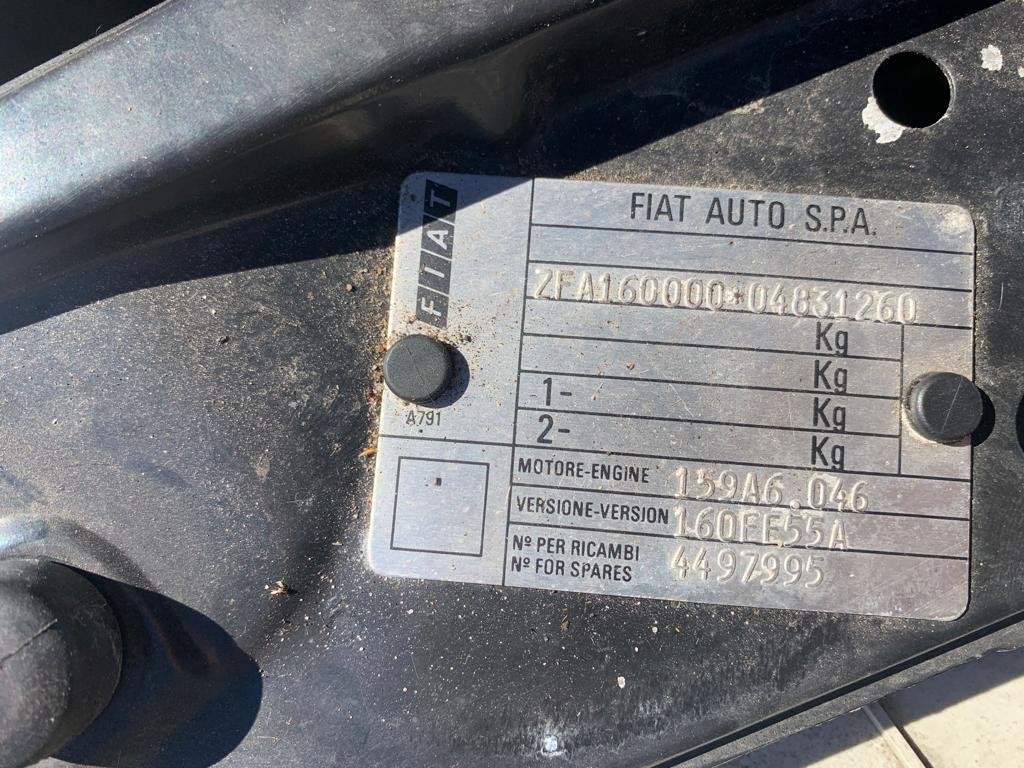 FIAT
FIAT AUTO S.P.A.
ZFA160000*04831260
Kg
1- Kg
2- Kg
Kg
A791
MOTORE-ENGINE 159A6.046
VERSIONE-VERSION 160EE55A
Nº PER RICAMBI
Nº FOR SPARES 4497995